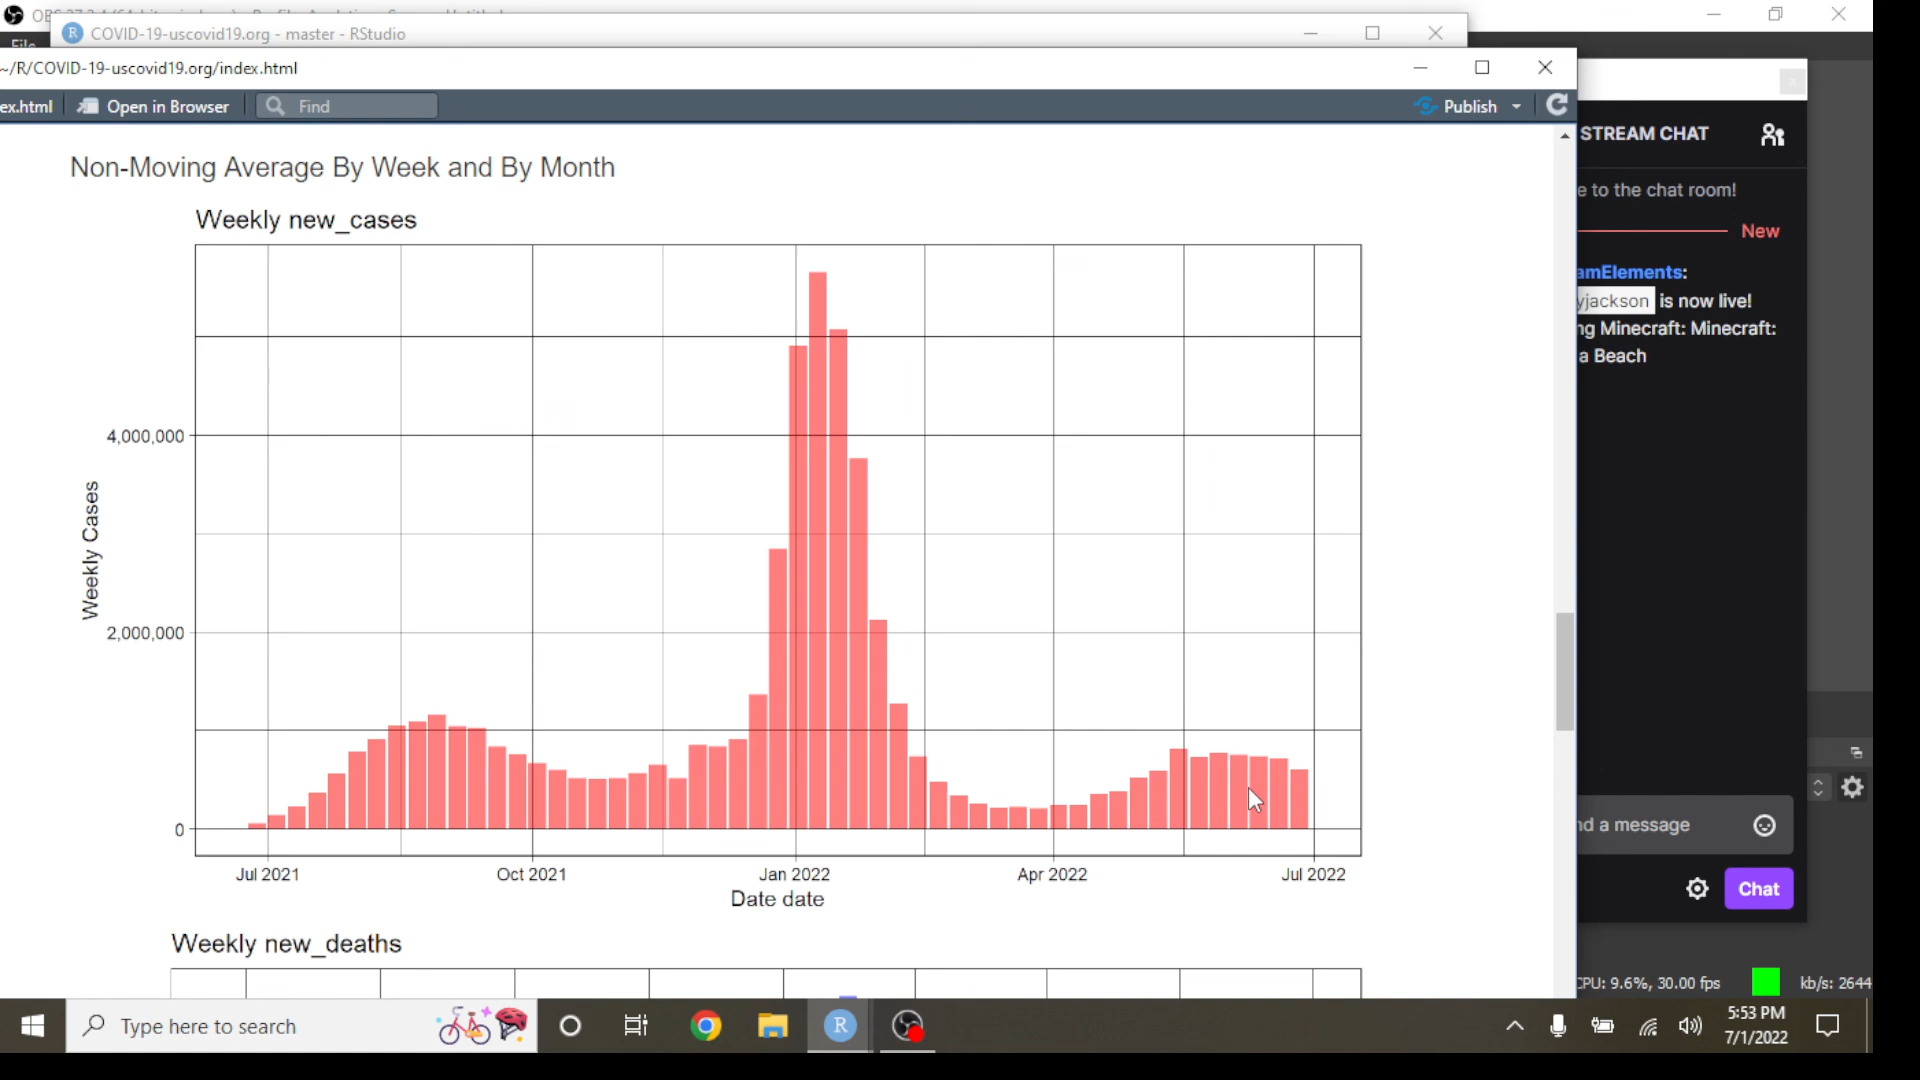 COVID-19-uscovid19.org - master - RStudio
~/R/COVID-19-uscovid19.org/index.html
ex.html
Open in Browser
Find
Publish
Non-Moving Average By Week and By Month
Weekly new_cases
Weekly Cases
4,000,000
2,000,000
0
Jul 2021
Oct 2021
Jan 2022
Apr 2022
Jul 2022
Date date
Weekly new_deaths
STREAM CHAT
e to the chat room!
New
amElements:
yjackson is now live!
ng Minecraft: Minecraft:
a Beach
nd a message
Chat
CPU: 9.6%, 30.00 fps
kb/s: 2644
Type here to search
5:53 PM
7/1/2022